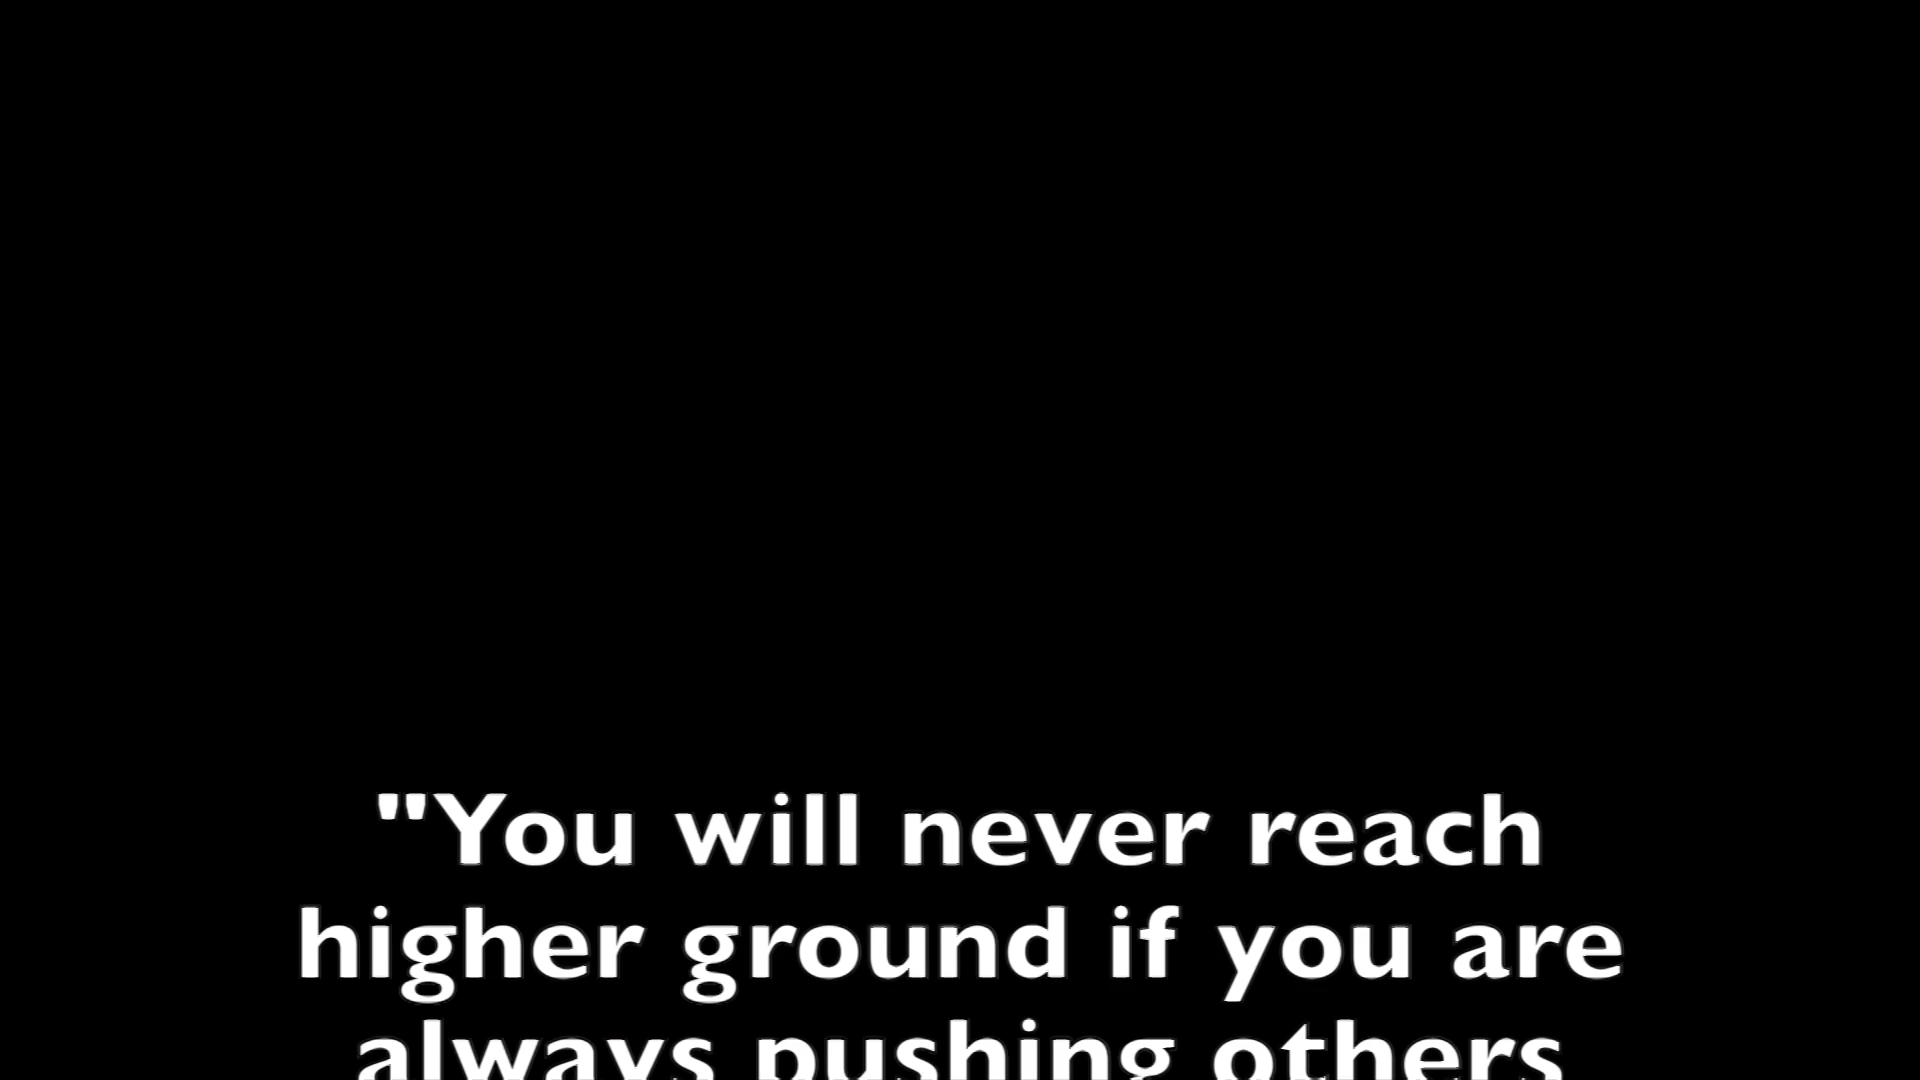 "You will never reach
higher ground if you are
always pushing others